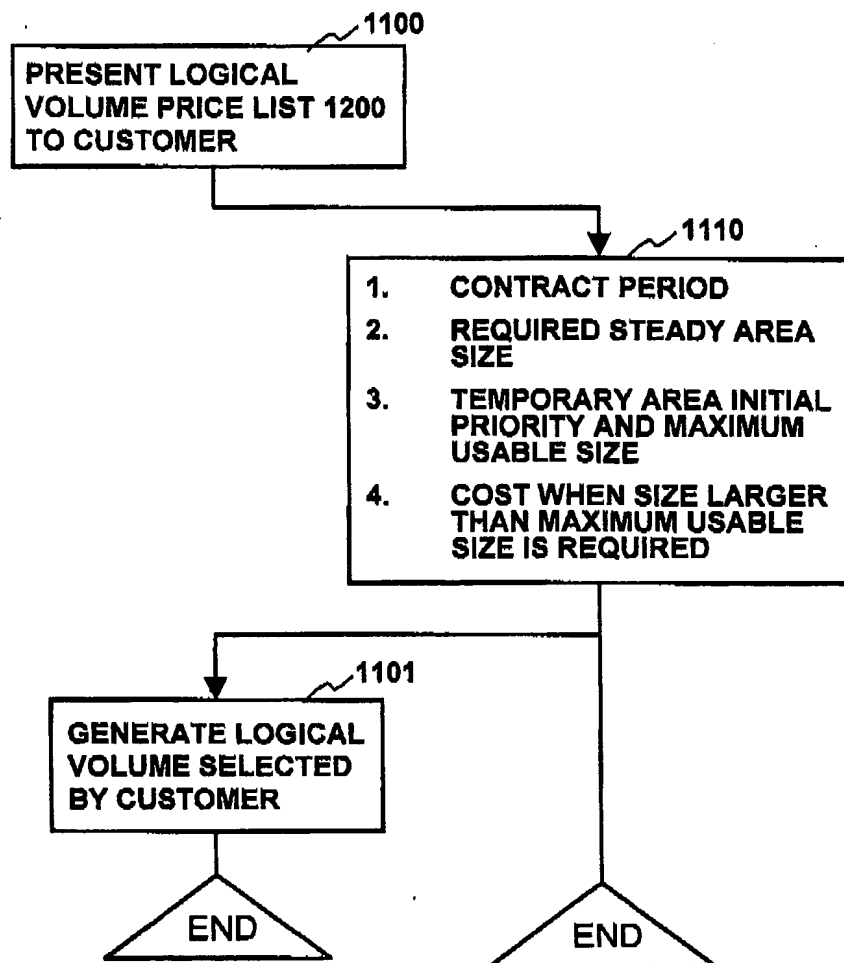 1100
PRESENT LOGICAL
VOLUME PRICE LIST 1200
TO CUSTOMER
1110
1. CONTRACT PERIOD
2. REQUIRED STEADY AREA
SIZE
3. TEMPORARY AREA INITIAL
PRIORITY AND MAXIMUM
USABLE SIZE
4. COST WHEN SIZE LARGER
THAN MAXIMUM USABLE
SIZE IS REQUIRED
1101
GENERATE LOGICAL
VOLUME SELECTED
BY CUSTOMER
END
END